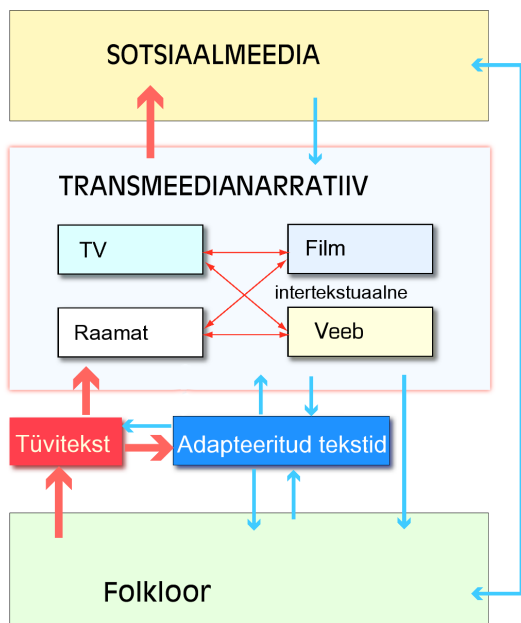 SOTSIAALMEEDIA
TRANSMEEDIANARRATIIV
TV
Film
intertekstuaalne
Raamat
Veeb
Tüvitekst
Adapteeritud tekstid
Folkloor